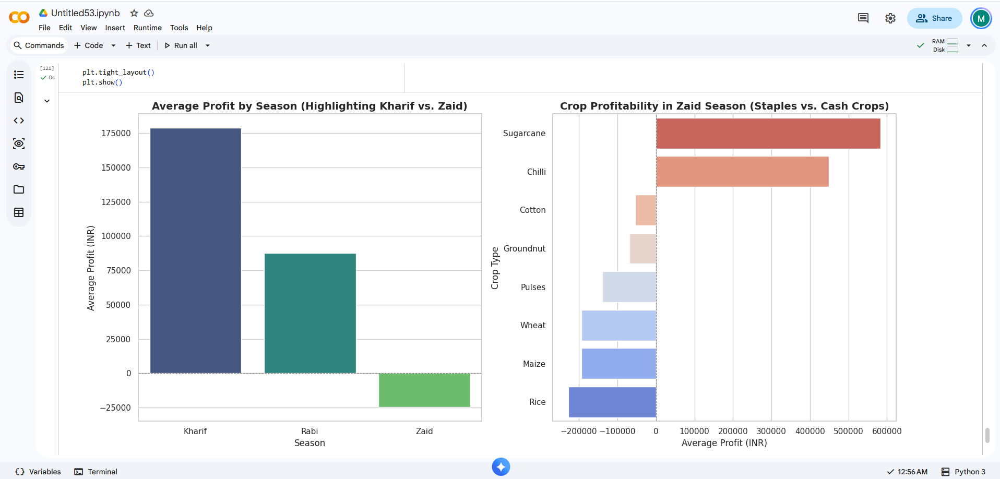 Untitled53.ipynb
File Edit View Insert Runtime Tools Help
Share
M
Commands + Code + Text Run all
RAM
Disk
[121]
0s
plt.tight_layout()
plt.show()
Average Profit by Season (Highlighting Kharif vs. Zaid)
Average Profit (INR)
175000
150000
125000
100000
75000
50000
25000
0
−25000
Kharif Rabi Zaid
Season
Crop Profitability in Zaid Season (Staples vs. Cash Crops)
Crop Type
Sugarcane
Chilli
Cotton
Groundnut
Pulses
Wheat
Maize
Rice
−200000 −100000 0 100000 200000 300000 400000 500000 600000
Average Profit (INR)
Variables Terminal
12:56 AM Python 3